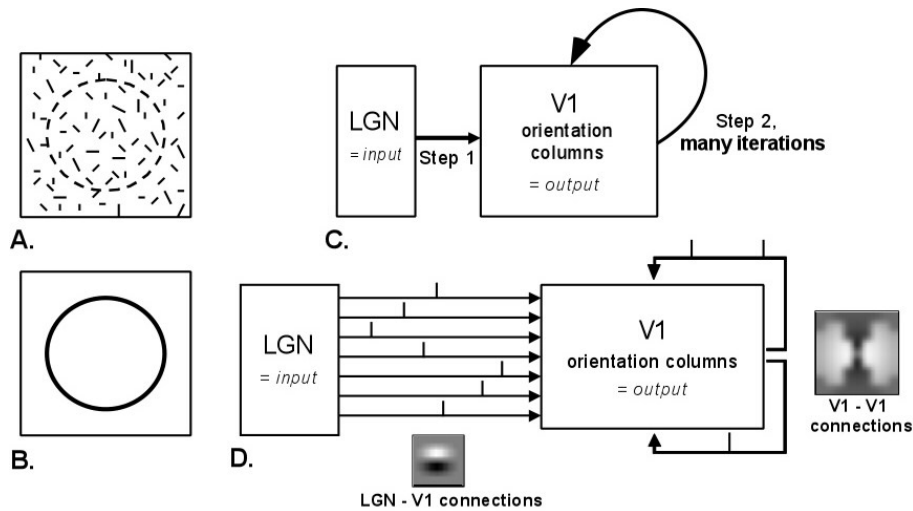 A.
B.
C.
LGN
= input
Step 1
V1
orientation
columns
= output
Step 2,
many iterations
D.
LGN
= input
V1
orientation columns
= output
LGN - V1 connections
V1 - V1
connections